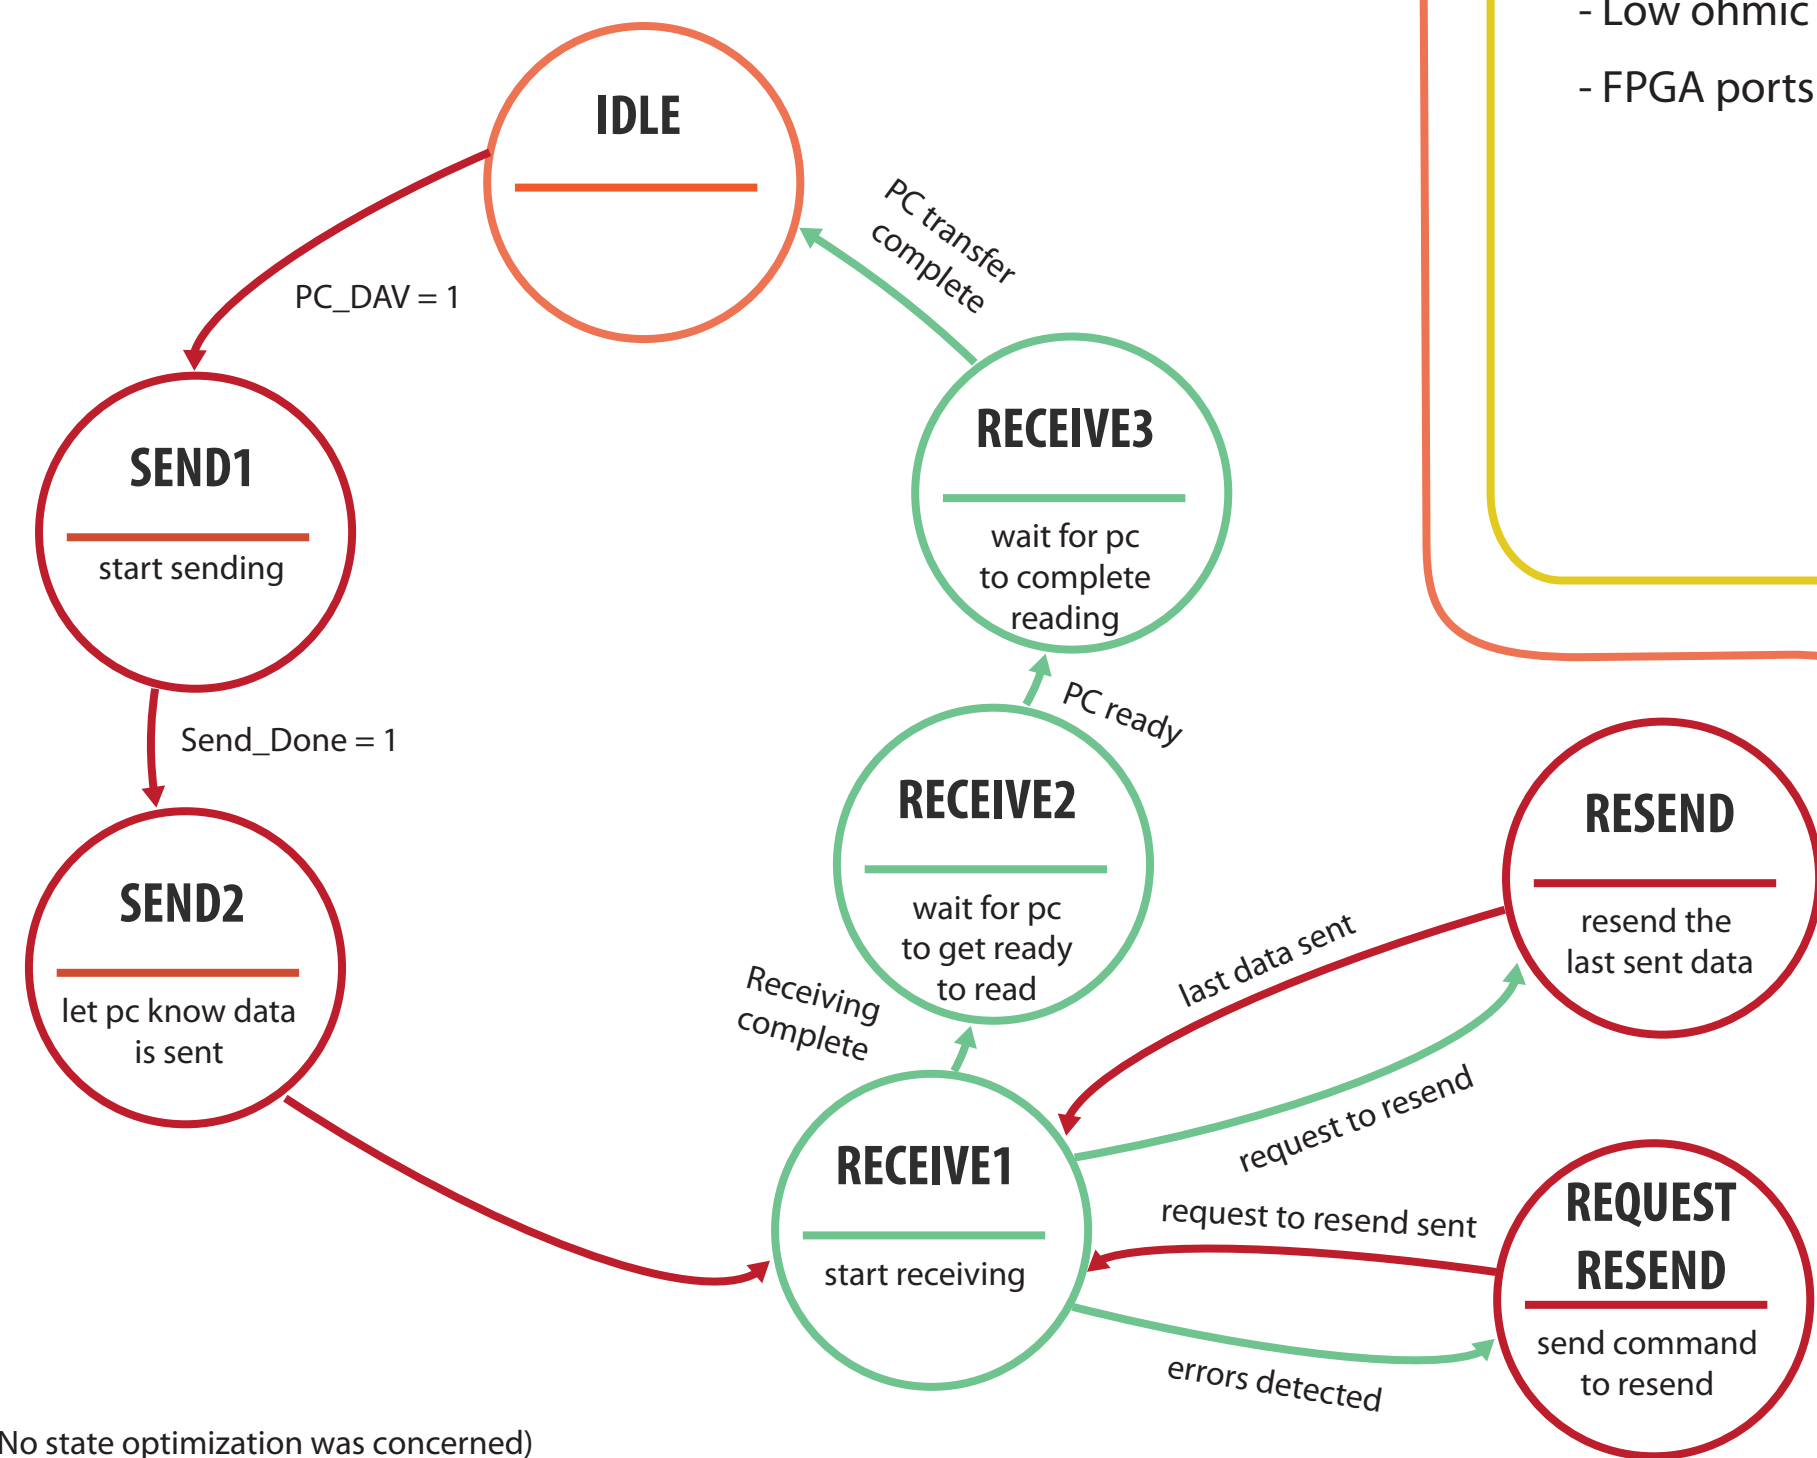 - Low ohmic
- FPGA ports
IDLE
PC_DAV = 1
PC transfer
complete
SEND1
start sending
RECEIVE3
wait for pc
to complete
reading
Send_Done = 1
PC ready
RECEIVE2
wait for pc
to get ready
to read
RESEND
resend the
last sent data
SEND2
let pc know data
is sent
Receiving
complete
last data sent
request to resend
RECEIVE1
start receiving
request to resend sent
REQUEST
RESEND
send command
to resend
errors detected
No state optimization was concerned)